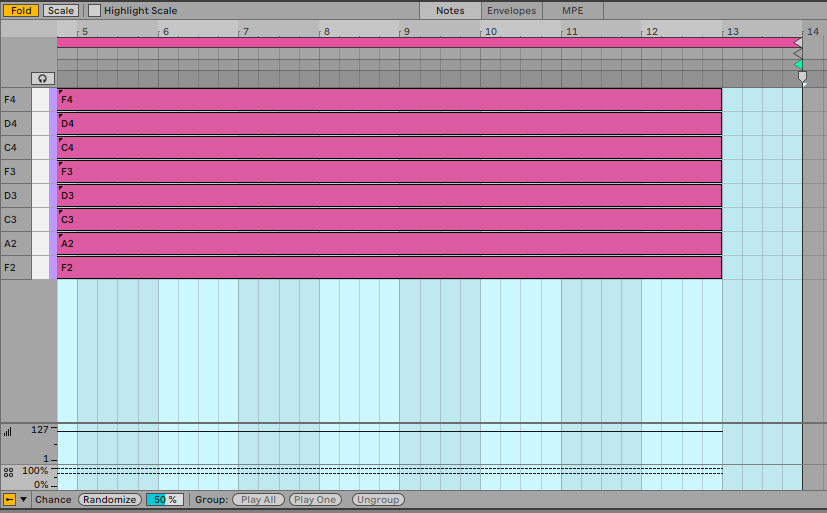 Fold Scale Highlight Scale Notes Envelopes MPE
5 6 7 8 9 10 11 12 13 14
F4 F4
D4 D4
C4 C4
F3 F3
D3 D3
C3 C3
A2 A2
F2 F2
127
1
100%
0%
Chance Randomize 50 % Group: Play All Play One Ungroup